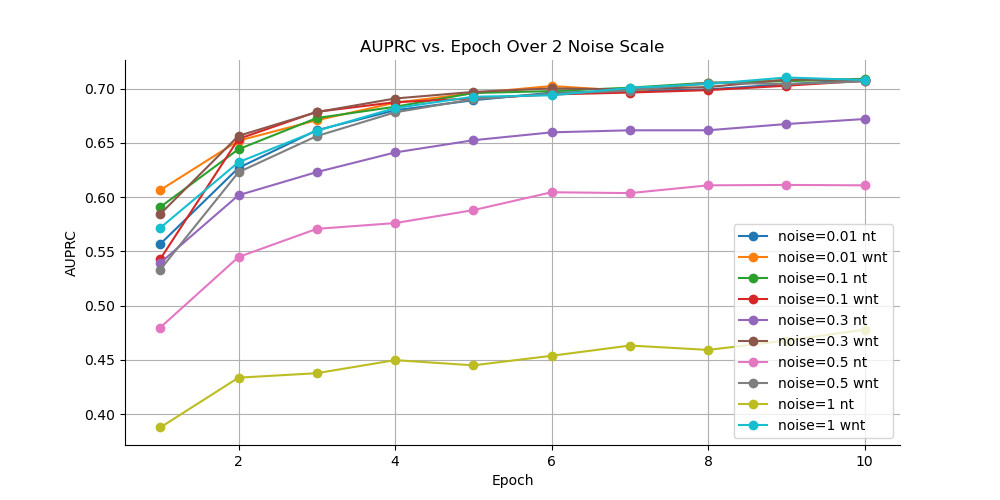 AUPRC vs. Epoch Over 2 Noise Scale
AUPRC
0.70
0.65
0.60
0.55
0.50
0.45
0.40
noise=0.01 nt
noise=0.01 wnt
noise=0.1 nt
noise=0.1 wnt
noise=0.3 nt
noise=0.3 wnt
noise=0.5 nt
noise=0.5 wnt
noise=1 nt
noise=1 wnt
2 4 6 8 10
Epoch